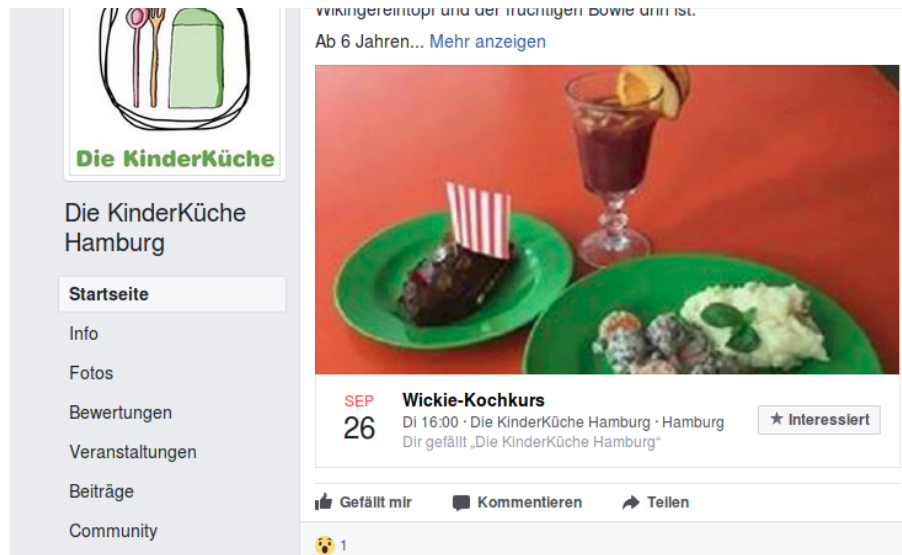 Wikingereintopf und der fruchtigen Bowle drin ist.
Ab 6 Jahren... Mehr anzeigen
Die KinderKüche
Die KinderKüche
Hamburg
Startseite
Info
Fotos
Bewertungen
Veranstaltungen
Beiträge
Community
SEP
26
Wickie-Kochkurs
Di 16:00 · Die KinderKüche Hamburg · Hamburg
Dir gefällt „Die KinderKüche Hamburg“
Interessiert
Gefällt mir
Kommentieren
Teilen
1